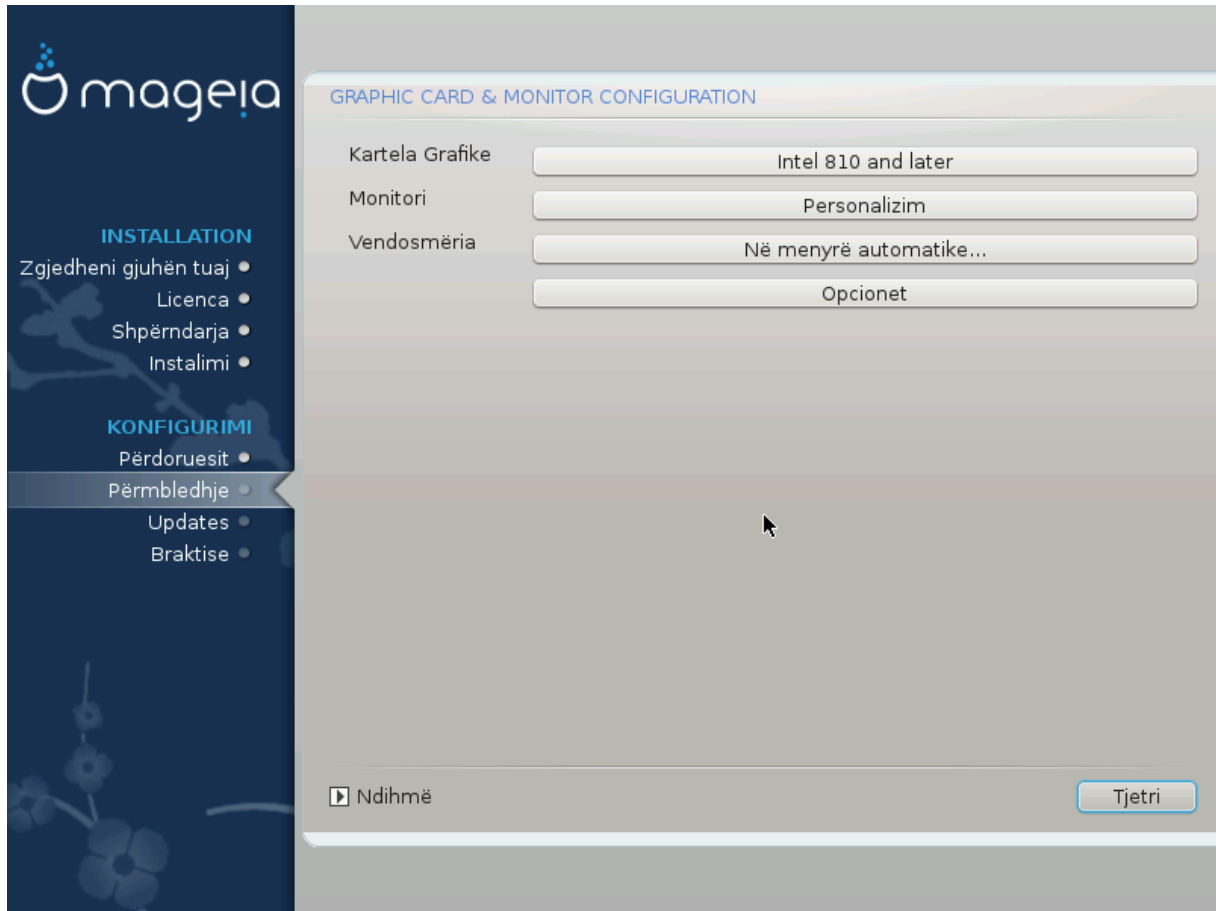 mageia
INSTALLATION
Zgjedheni gjuhën tuaj
Licenca
Shpërndarja
Instalimi
KONFIGURIMI
Përdoruesit
Përmbledhje
Updates
Braktise
GRAPHIC CARD & MONITOR CONFIGURATION
Kartela Grafike
Intel 810 and later
Monitori
Personalizim
Vendosmëria
Në menyrë automatike...
Opcionet
Ndihmë
Tjetri